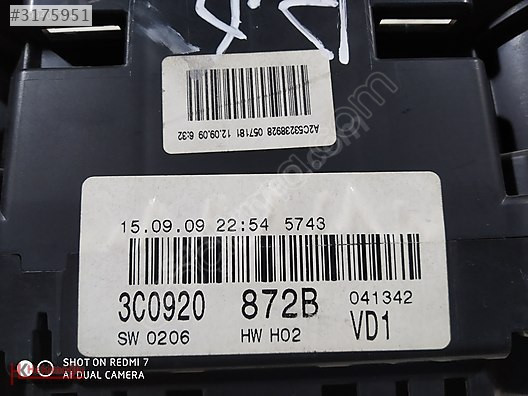 #3175951
A2C53238928 057181 12.09.09 6:32
15.09.09 22:54 5743
3C0920 872B 041342
SW 0206 HW H02 VD1
SHOT ON REDMI 7
AI DUAL CAMERA